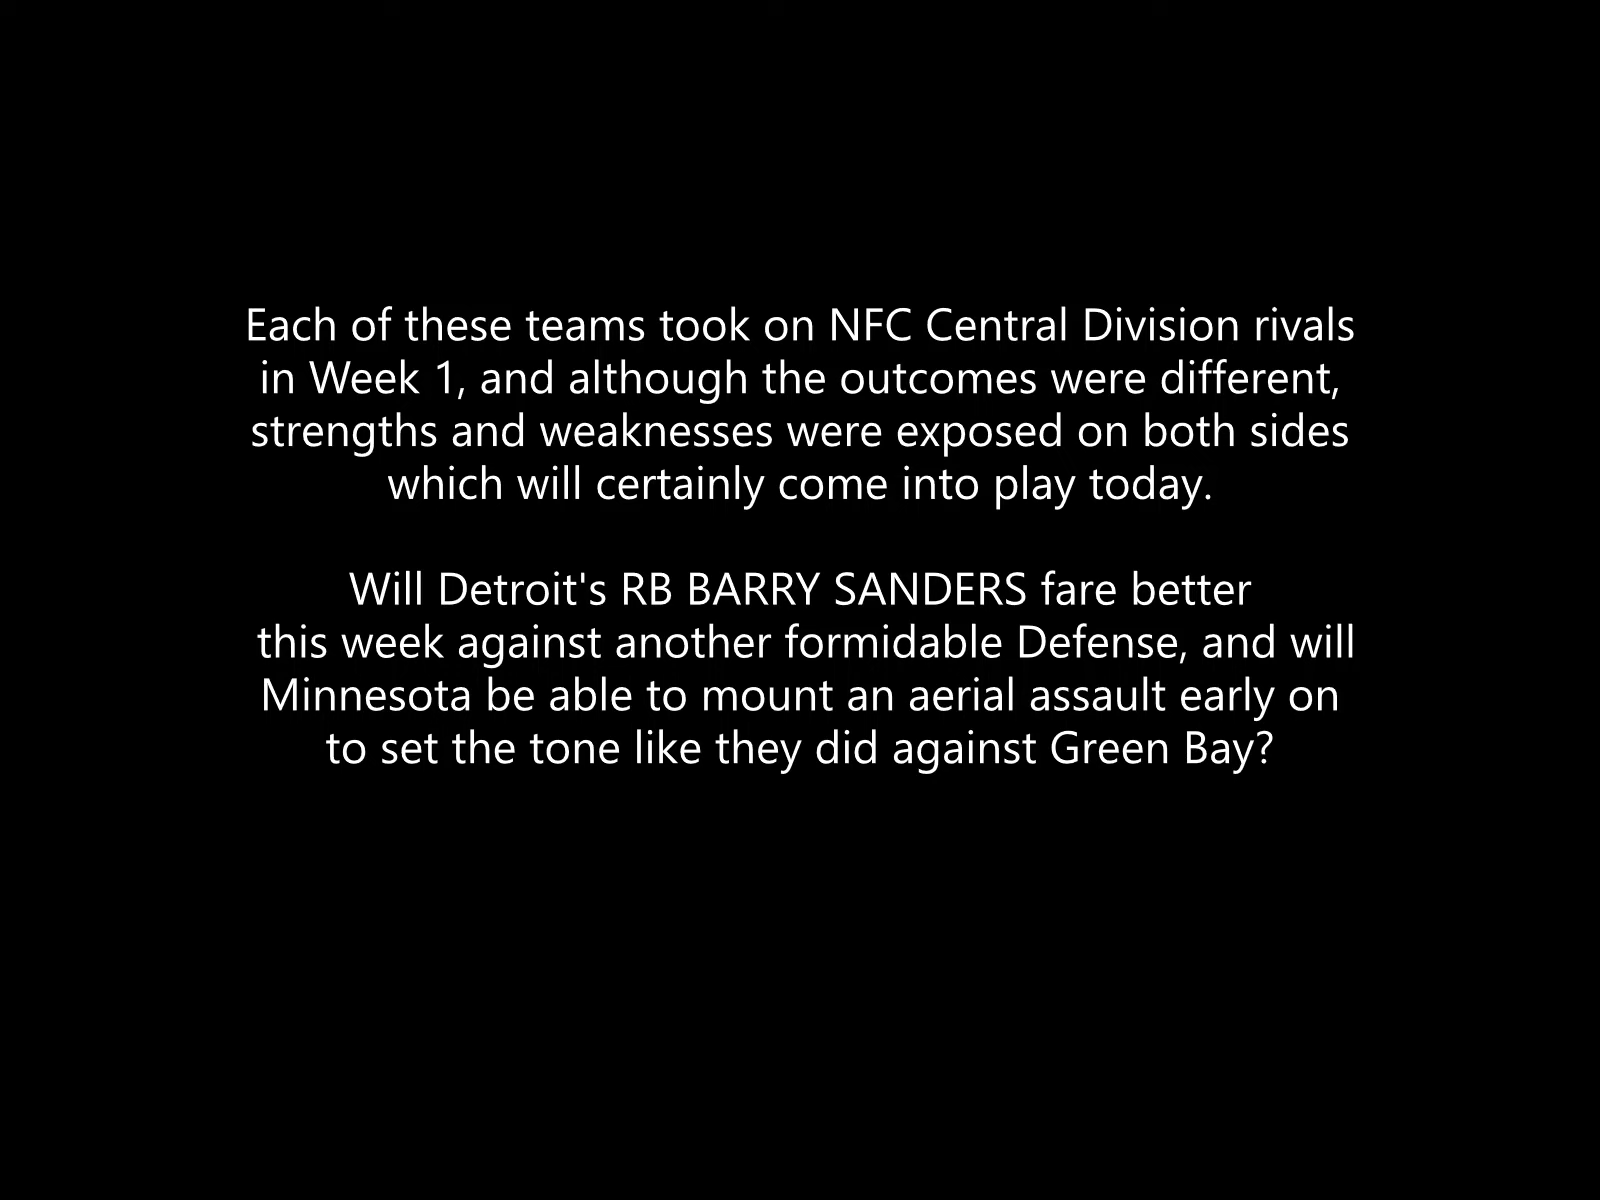 Each of these teams took on NFC Central Division rivals
in Week 1, and although the outcomes were different,
strengths and weaknesses were exposed on both sides
which will certainly come into play today.
Will Detroit's RB BARRY SANDERS fare better
this week against another formidable Defense, and will
Minnesota be able to mount an aerial assault early on
to set the tone like they did against Green Bay?